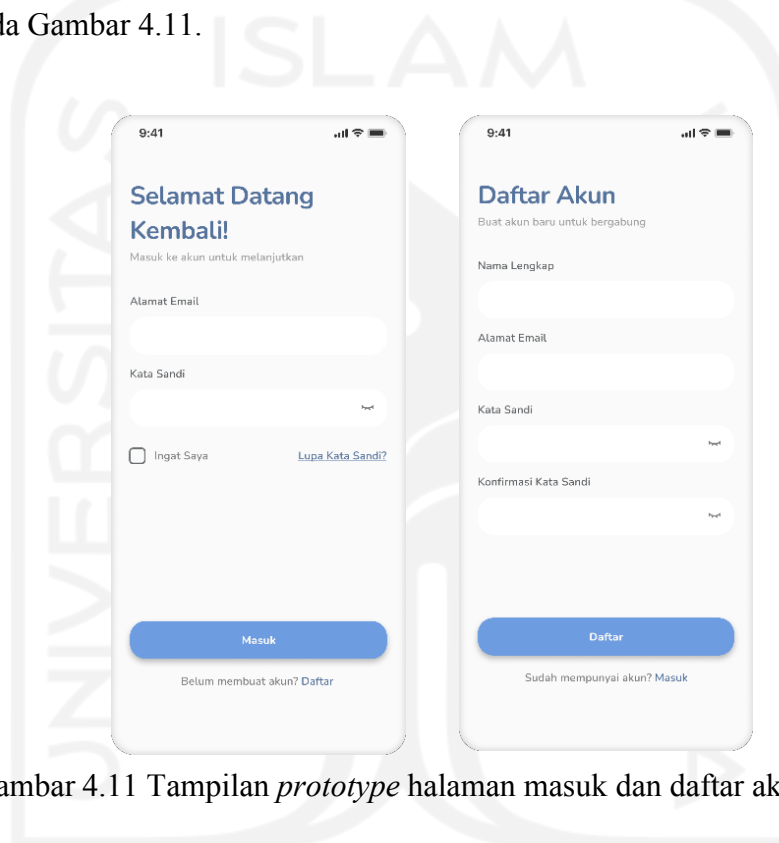 da Gambar 4.11.
ISLAM
UNIVERSITAS
9:41
Selamat Datang
Kembali!
Masuk ke akun untuk melanjutkan
Alamat Email
Kata Sandi
Ingat Saya Lupa Kata Sandi?
Masuk
Belum membuat akun? Daftar
9:41
Daftar Akun
Buat akun baru untuk bergabung
Nama Lengkap
Alamat Email
Kata Sandi
Konfirmasi Kata Sandi
Daftar
Sudah mempunyai akun? Masuk
ambar 4.11 Tampilan prototype halaman masuk dan daftar ak